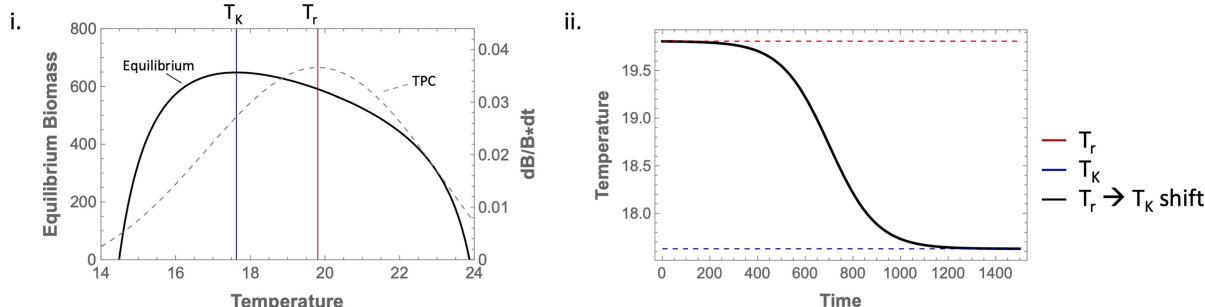 i.
T_K
T_r
800
600
400
200
0
Equilibrium Biomass
Equilibrium
TPC
0.04
0.03
0.02
0.01
0
dB/B*dt
14
16
18
20
22
24
Temperature
ii.
19.5
19.0
18.5
18.0
Temperature
0
200
400
600
800
1000
1200
1400
Time
T_r
T_K
T_r → T_K shift